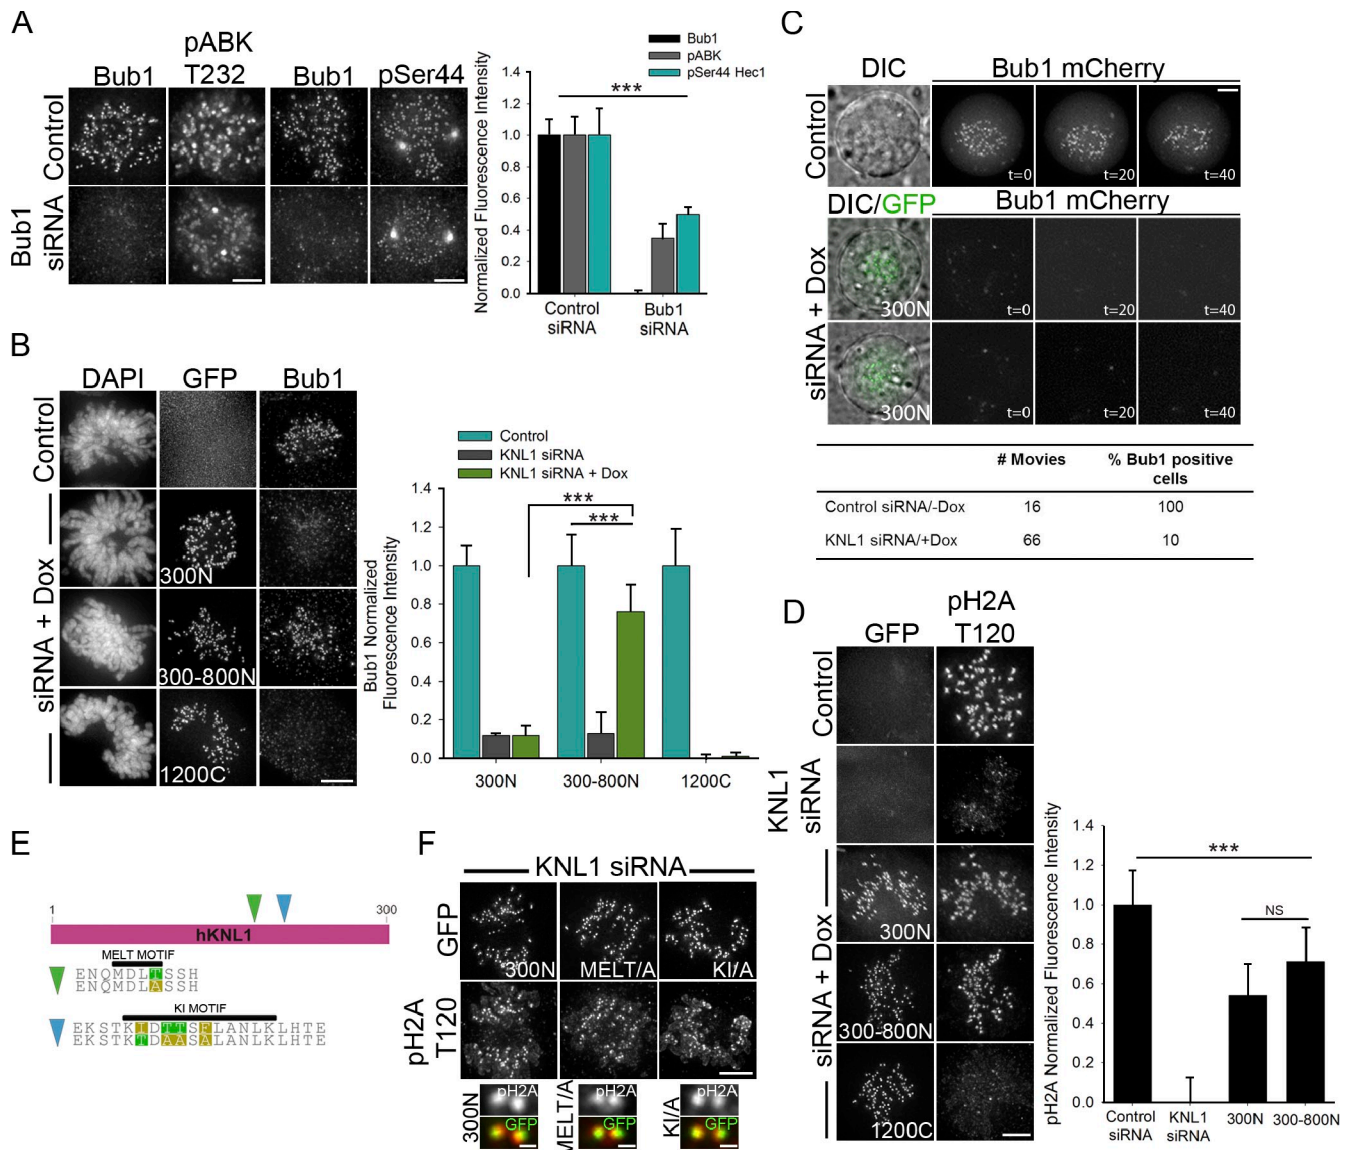 A
pABK
Bub1 T232 Bub1 pSer44
Control
Bub1
siRNA
Bub1
pABK
pSer44 Hec1
***
Normalized Fluorescence Intensity
1.4
1.2
1.0
0.8
0.6
0.4
0.2
0.0
Control
siRNA
Bub1
siRNA
B
DAPI GFP Bub1
Control
siRNA + Dox
300N
300-800N
1200C
Control
KNL1 siRNA
KNL1 siRNA + Dox
***
***
Bub1 Normalized
Fluorescence Intensity
1.4
1.2
1.0
0.8
0.6
0.4
0.2
0.0
300N 300-800N 1200C
C
DIC Bub1 mCherry
Control
t=0 t=20 t=40
DIC/GFP Bub1 mCherry
siRNA + Dox
300N t=0 t=20 t=40
300N t=0 t=20 t=40
# Movies % Bub1 positive
cells
Control siRNA/-Dox 16 100
KNL1 siRNA/+Dox 66 10
D
pH2A
GFP T120
Control
KNL1
siRNA
siRNA + Dox
300N
300-800N
1200C
pH2A Normalized Fluorescence Intensity
1.4
1.2
1.0
0.8
0.6
0.4
0.2
0.0
***
NS
Control
siRNA
KNL1
siRNA
300N
300-800N
E
1 300
hKNL1
MELT MOTIF
ENQMDLTSSH
ENQMDLASSH
KI MOTIF
EKSTKIDTTSFLANLKLHTE
EKSTKTDAASALANLKLHTE
F
KNL1 siRNA
GFP
300N MELT/A KI/A
pH2A
T120
300N
pH2A
GFP
MELT/A
pH2A
GFP
KI/A
pH2A
GFP